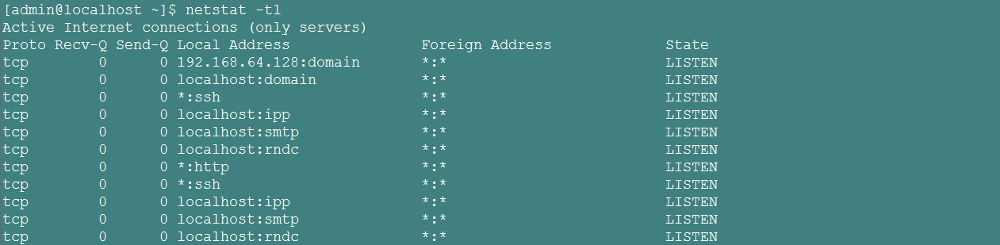 [admin@localhost ~]$ netstat -tl
Active Internet connections (only servers)
Proto Recv-Q Send-Q Local Address               Foreign Address             State
tcp        0      0 192.168.64.128:domain       *:*                         LISTEN
tcp        0      0 localhost:domain            *:*                         LISTEN
tcp        0      0 *:ssh                       *:*                         LISTEN
tcp        0      0 localhost:ipp               *:*                         LISTEN
tcp        0      0 localhost:smtp              *:*                         LISTEN
tcp        0      0 localhost:rndc              *:*                         LISTEN
tcp        0      0 *:http                      *:*                         LISTEN
tcp        0      0 *:ssh                       *:*                         LISTEN
tcp        0      0 localhost:ipp               *:*                         LISTEN
tcp        0      0 localhost:smtp              *:*                         LISTEN
tcp        0      0 localhost:rndc              *:*                         LISTEN